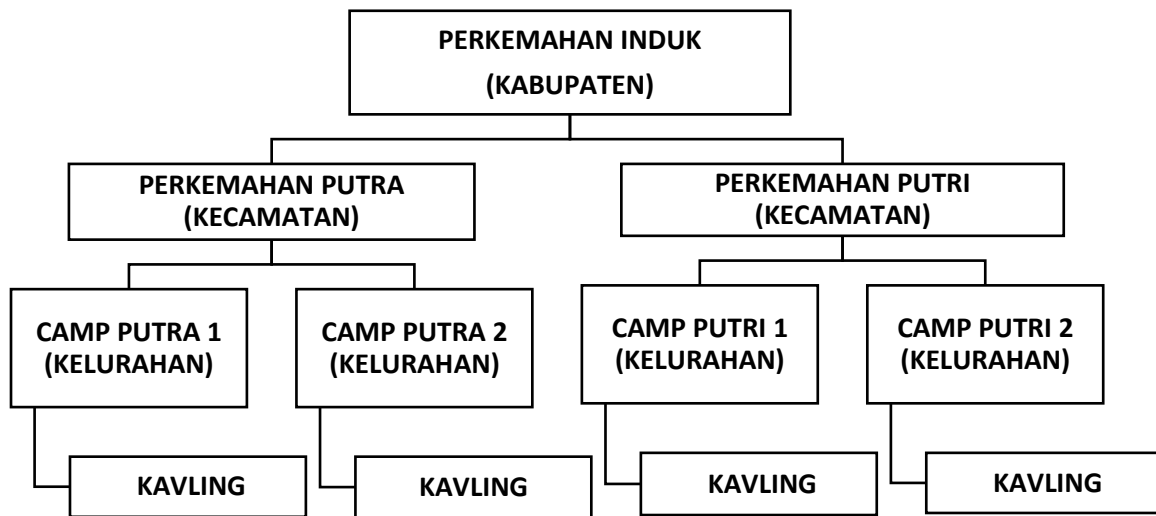 PERKEMAHAN INDUK
(KABUPATEN)
PERKEMAHAN PUTRA
(KECAMATAN)
PERKEMAHAN PUTRI
(KECAMATAN)
CAMP PUTRA 1
(KELURAHAN)
CAMP PUTRA 2
(KELURAHAN)
CAMP PUTRI 1
(KELURAHAN)
CAMP PUTRI 2
(KELURAHAN)
KAVLING
KAVLING
KAVLING
KAVLING